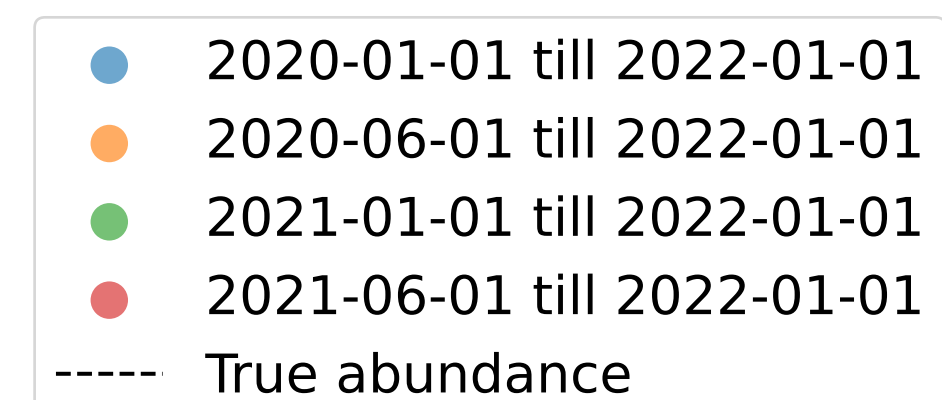 2020-01-01 till 2022-01-01
2020-06-01 till 2022-01-01
2021-01-01 till 2022-01-01
2021-06-01 till 2022-01-01
True abundance